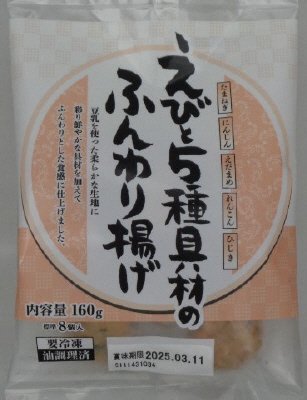 えびと5種具材の
ふんわり揚げ
たまねぎ
にんじん
えだまめ
れんこん
ひじき
豆乳を使った柔らかな生地に
彩り鮮やかな具材を加えて
ふんわりとした食感に仕上げました。
内容量 160g
標準8個入
要冷凍
油調理済
賞味期限2025.03.11